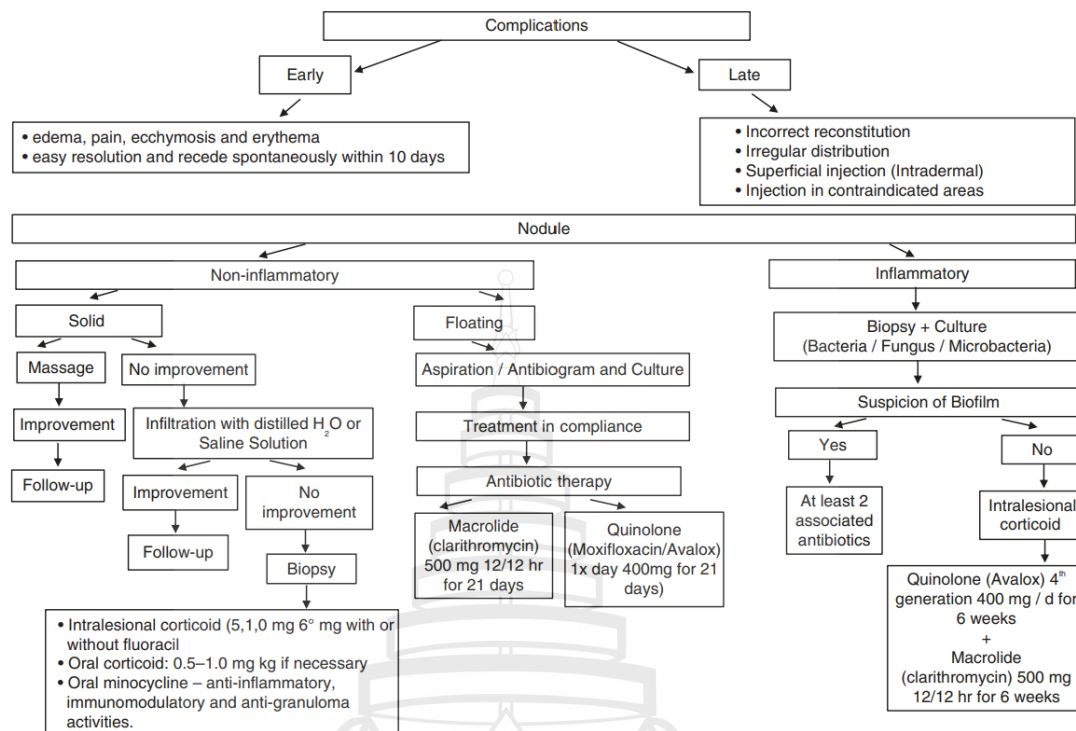 Complications
Early
Late
• edema, pain, ecchymosis and erythema
• easy resolution and recede spontaneously within 10 days
• Incorrect reconstitution
• Irregular distribution
• Superficial injection (Intradermal)
• Injection in contraindicated areas
Nodule
Non-inflammatory
Inflammatory
Solid
Floating
Massage
No improvement
Improvement
Follow-up
Infiltration with distilled H₂O or
Saline Solution
Improvement
Follow-up
No
improvement
Biopsy
• Intralesional corticoid (5,1,0 mg 6° mg with or
without fluoracil
• Oral corticoid: 0.5–1.0 mg kg if necessary
• Oral minocycline – anti-inflammatory,
immunomodulatory and anti-granuloma
activities.
Aspiration / Antibiogram and Culture
Treatment in compliance
Antibiotic therapy
Macrolide
(clarithromycin)
500 mg 12/12 hr
for 21 days
Quinolone
(Moxifloxacin/Avalox)
1x day 400mg for 21
days)
Biopsy + Culture
(Bacteria / Fungus / Microbacteria)
Suspicion of Biofilm
Yes
No
At least 2
associated
antibiotics
Intralesional
corticoid
Quinolone (Avalox) 4th
generation 400 mg / d for
6 weeks
+
Macrolide
(clarithromycin) 500 mg
12/12 hr for 6 weeks